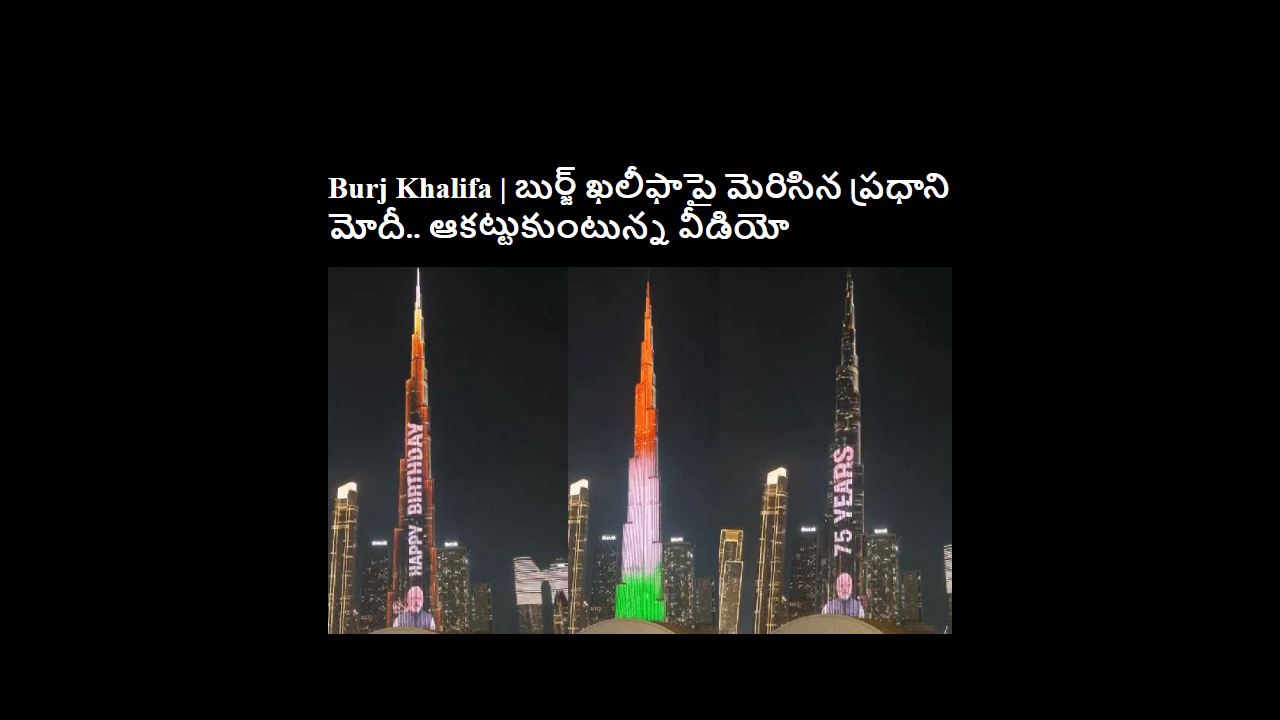 Burj Khalifa | బుర్జ్ ఖలీఫాపై మెరిసిన ప్రధాని
మోదీ.. ఆకట్టుకుంటున్న వీడియో
HAPPY BIRTHDAY
75 YEARS